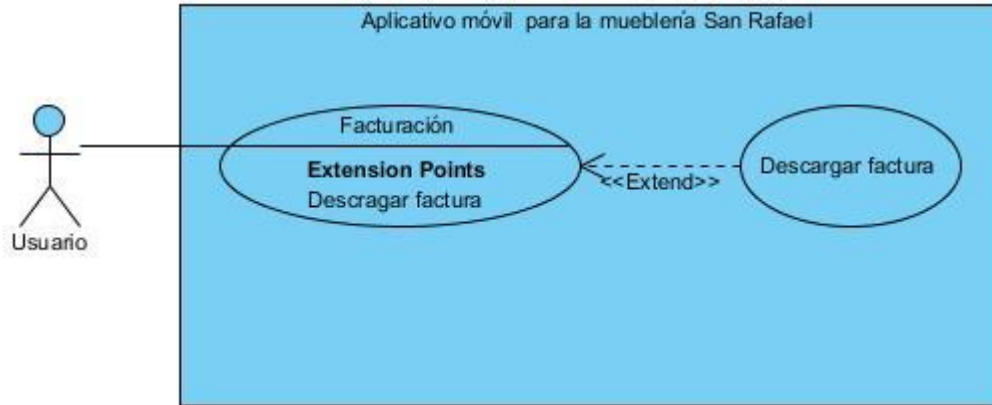 Aplicativo móvil para la mueblería San Rafael
Facturación
Extension Points
Descragar factura
<<Extend>>
Descargar factura
Usuario